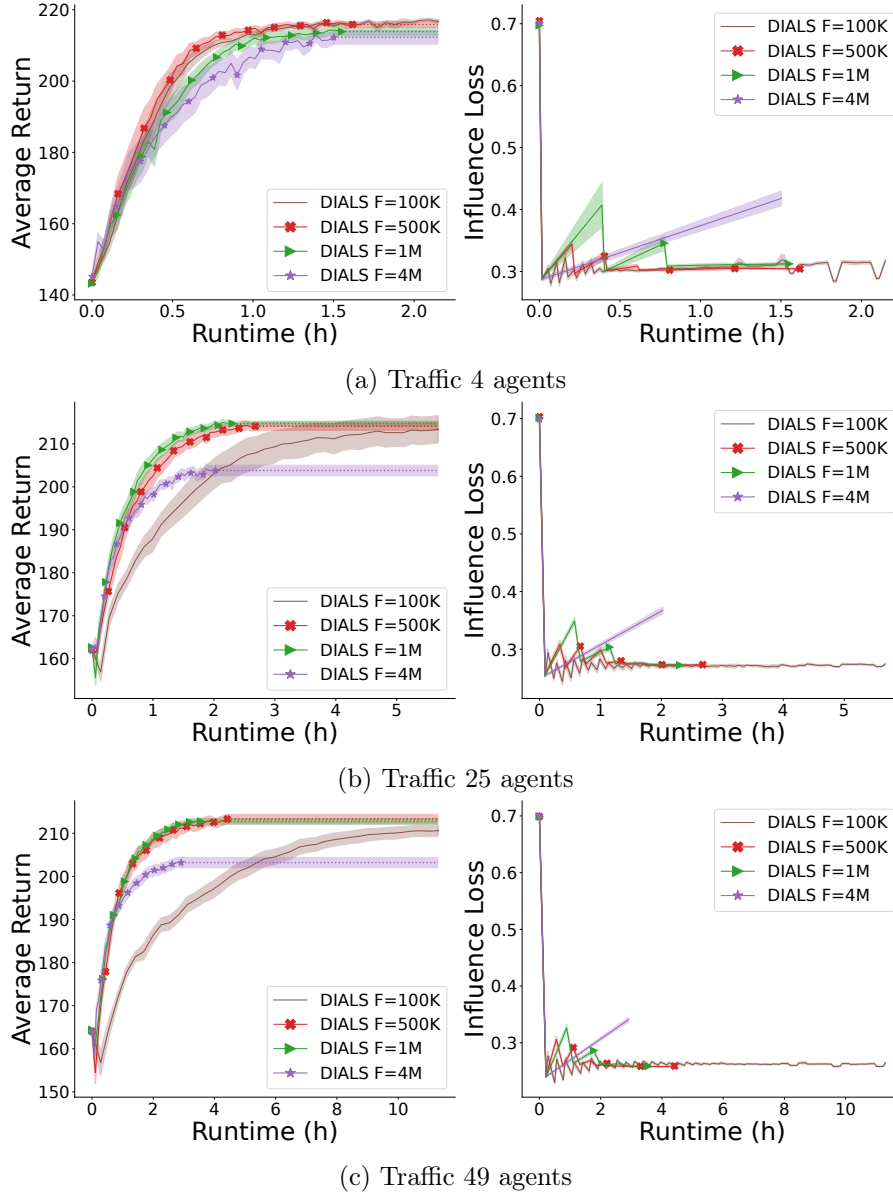 220
200
180
160
140
Average Return
0.0 0.5 1.0 1.5 2.0
Runtime (h)
DIALS F=100K
DIALS F=500K
DIALS F=1M
DIALS F=4M
0.7
0.6
0.5
0.4
0.3
Influence Loss
0.0 0.5 1.0 1.5 2.0
Runtime (h)
DIALS F=100K
DIALS F=500K
DIALS F=1M
DIALS F=4M
(a) Traffic 4 agents
210
200
190
180
170
160
Average Return
0 1 2 3 4 5
Runtime (h)
DIALS F=100K
DIALS F=500K
DIALS F=1M
DIALS F=4M
0.7
0.6
0.5
0.4
0.3
Influence Loss
0 1 2 3 4 5
Runtime (h)
DIALS F=100K
DIALS F=500K
DIALS F=1M
DIALS F=4M
(b) Traffic 25 agents
210
200
190
180
170
160
150
Average Return
0 2 4 6 8 10
Runtime (h)
DIALS F=100K
DIALS F=500K
DIALS F=1M
DIALS F=4M
0.7
0.6
0.5
0.4
0.3
Influence Loss
0 2 4 6 8 10
Runtime (h)
DIALS F=100K
DIALS F=500K
DIALS F=1M
DIALS F=4M
(c) Traffic 49 agents